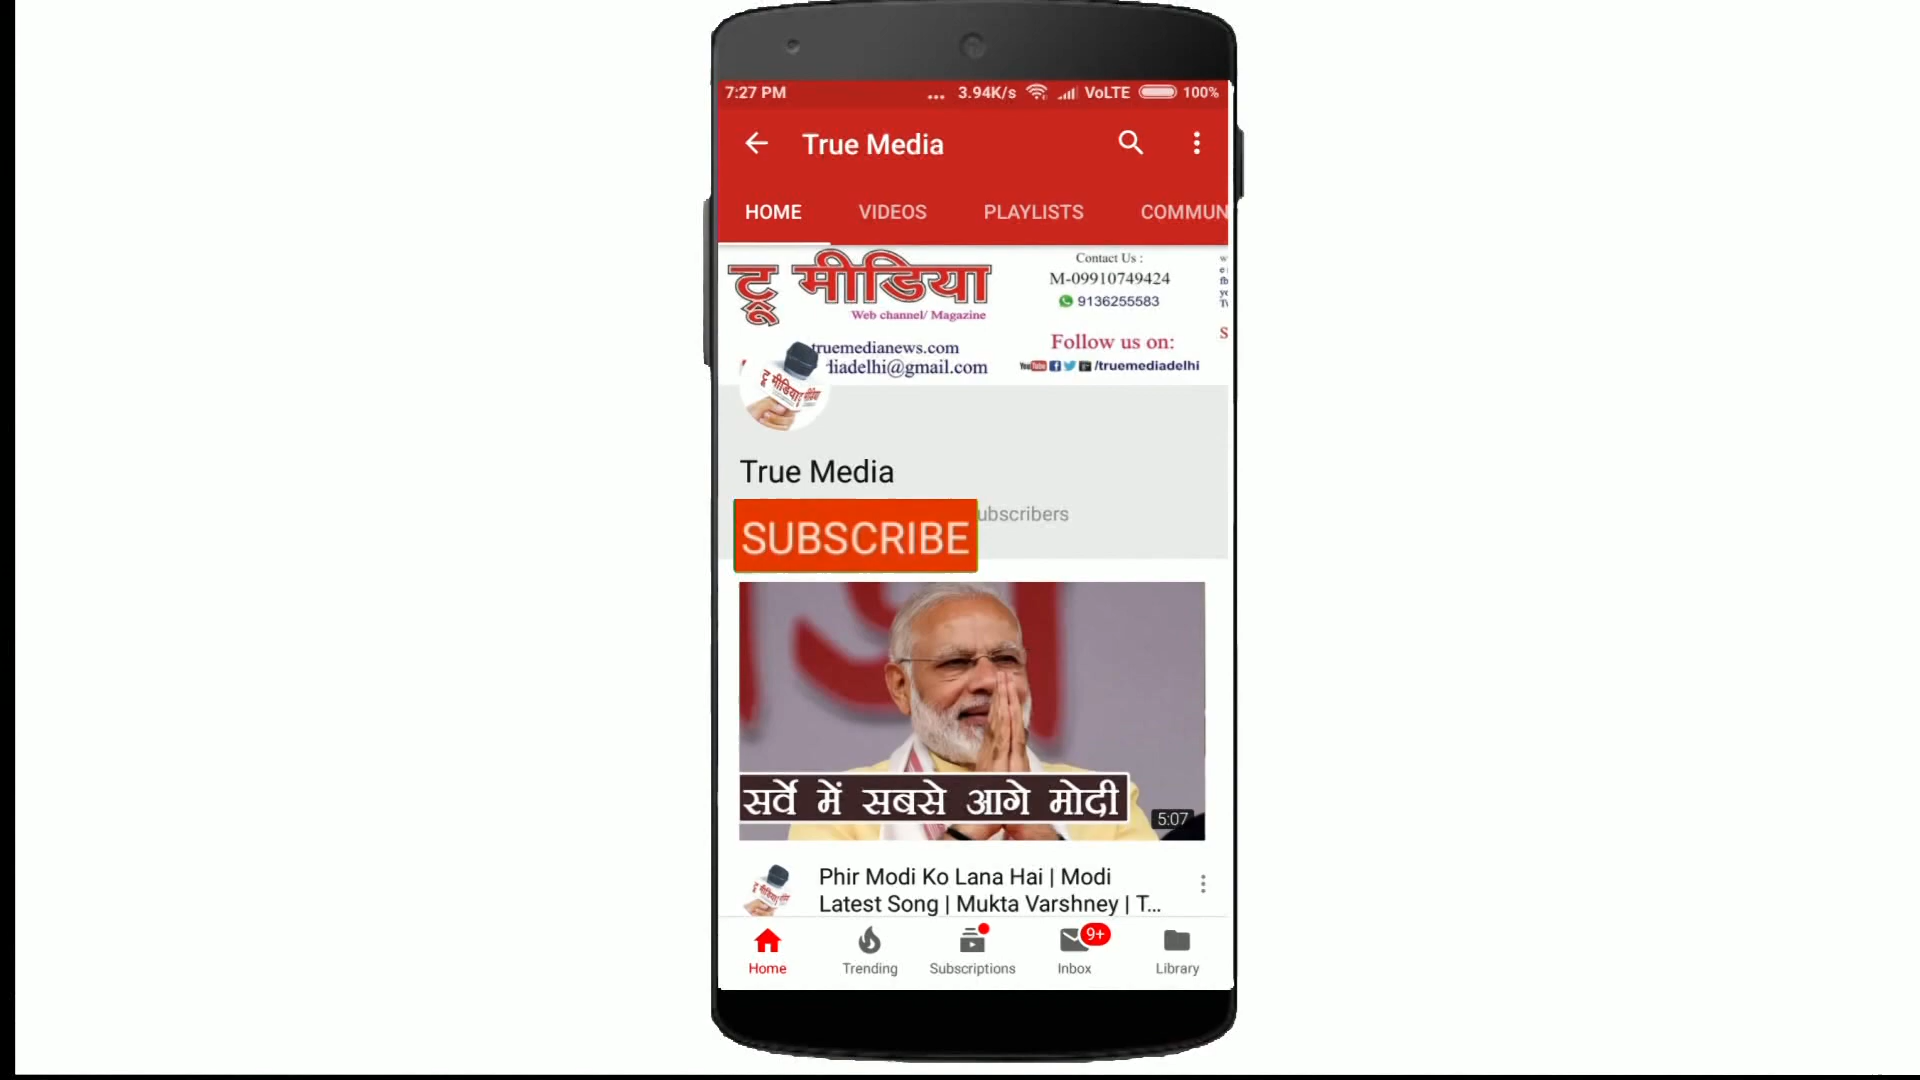 7:27 PM ... 3.94K/s VoLTE 100%
True Media
HOME VIDEOS PLAYLISTS COMMUN
ट्रू मीडिया
Web channel/ Magazine
Contact Us :
M-09910749424
9136255583
truemedianews.com
diadelhi@gmail.com
Follow us on:
You Tube /truemediadelhi
ट्रू मीडिया
True Media
SUBSCRIBE ubscribers
सर्वे में सबसे आगे मोदी
5:07
Phir Modi Ko Lana Hai | Modi
Latest Song | Mukta Varshney | T...
9+
Home Trending Subscriptions Inbox Library